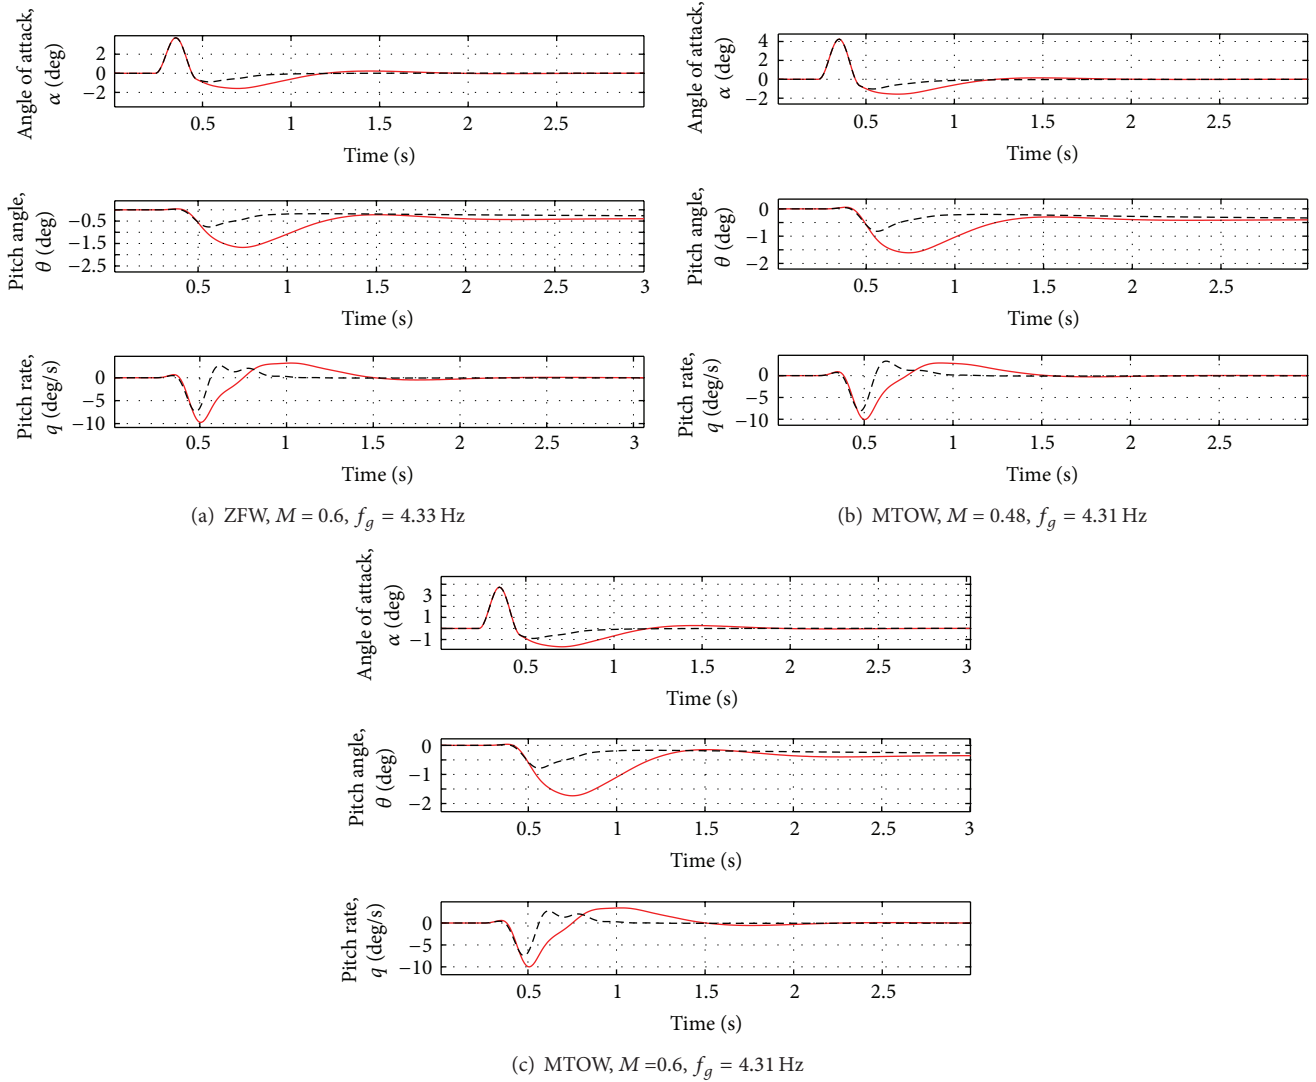 Angle of attack,
α (deg)
2
0
−2
0.5 1 1.5 2 2.5
Time (s)
Pitch angle,
θ (deg)
−0.5
−1.5
−2.5
0.5 1 1.5 2 2.5 3
Time (s)
Pitch rate,
q (deg/s)
0
−5
−10
0.5 1 1.5 2 2.5 3
Time (s)
(a) ZFW, M = 0.6, f_g = 4.33 Hz
Angle of attack,
α (deg)
4
2
0
−2
0.5 1 1.5 2 2.5
Time (s)
Pitch angle,
θ (deg)
0
−1
−2
0.5 1 1.5 2 2.5
Time (s)
Pitch rate,
q (deg/s)
0
−5
−10
0.5 1 1.5 2 2.5
Time (s)
(b) MTOW, M = 0.48, f_g = 4.31 Hz
Angle of attack,
α (deg)
3
1
−1
0.5 1 1.5 2 2.5 3
Time (s)
Pitch angle,
θ (deg)
0
−1
−2
0.5 1 1.5 2 2.5 3
Time (s)
Pitch rate,
q (deg/s)
0
−5
−10
0.5 1 1.5 2 2.5
Time (s)
(c) MTOW, M =0.6, f_g = 4.31 Hz